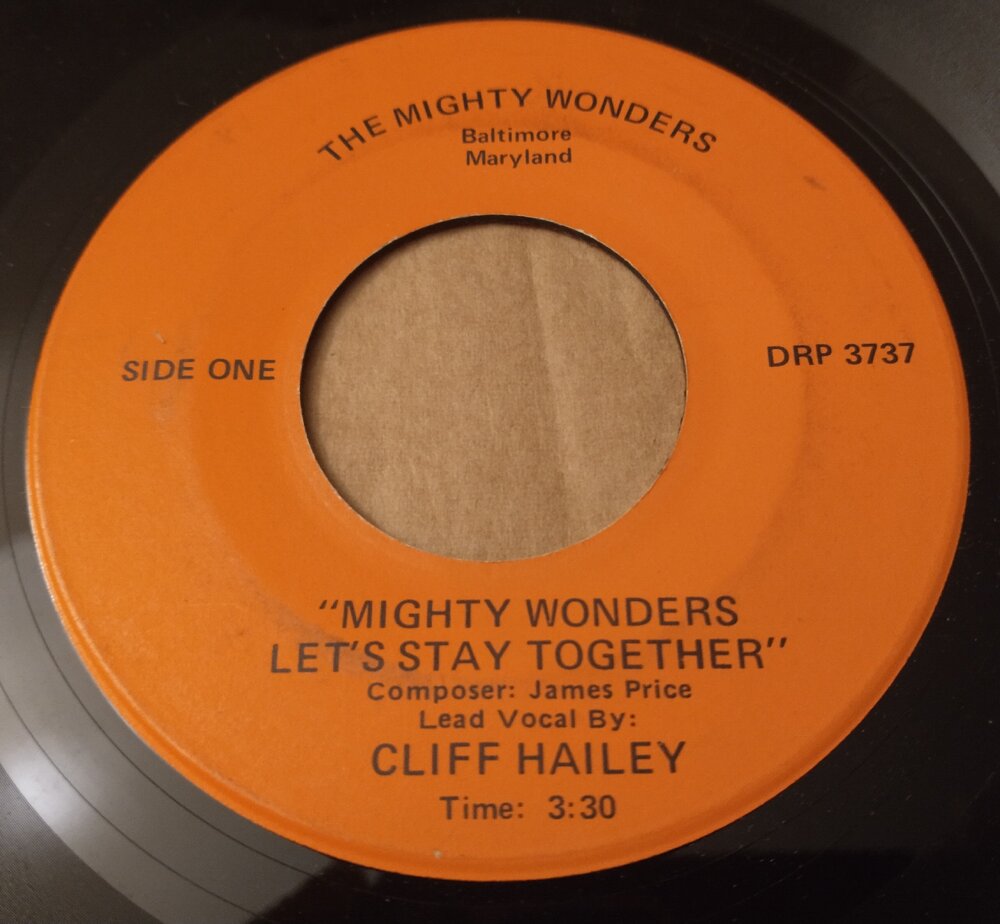 THE MIGHTY WONDERS
Baltimore
Maryland
SIDE ONE
DRP 3737
"MIGHTY WONDERS
LET'S STAY TOGETHER"
Composer: James Price
Lead Vocal By:
CLIFF HAILEY
Time: 3:30